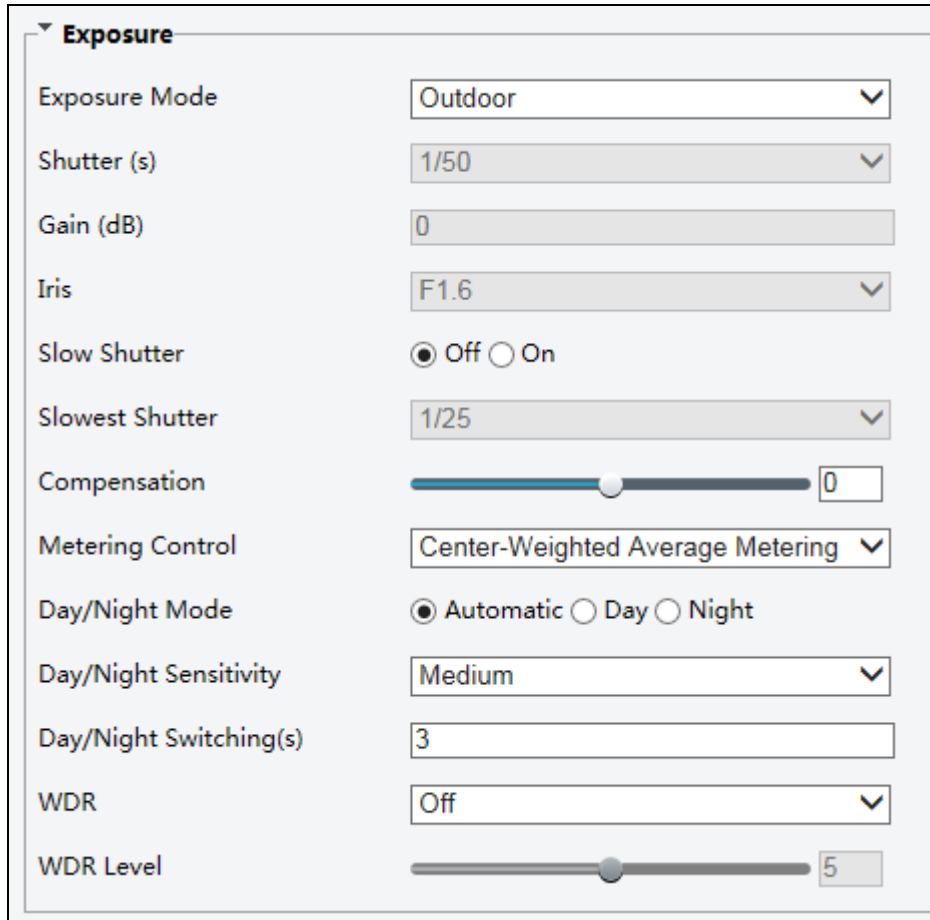 Exposure
Exposure Mode Outdoor
Shutter (s) 1/50
Gain (dB) 0
Iris F1.6
Slow Shutter Off On
Slowest Shutter 1/25
Compensation 0
Metering Control Center-Weighted Average Metering
Day/Night Mode Automatic Day Night
Day/Night Sensitivity Medium
Day/Night Switching(s) 3
WDR Off
WDR Level 5